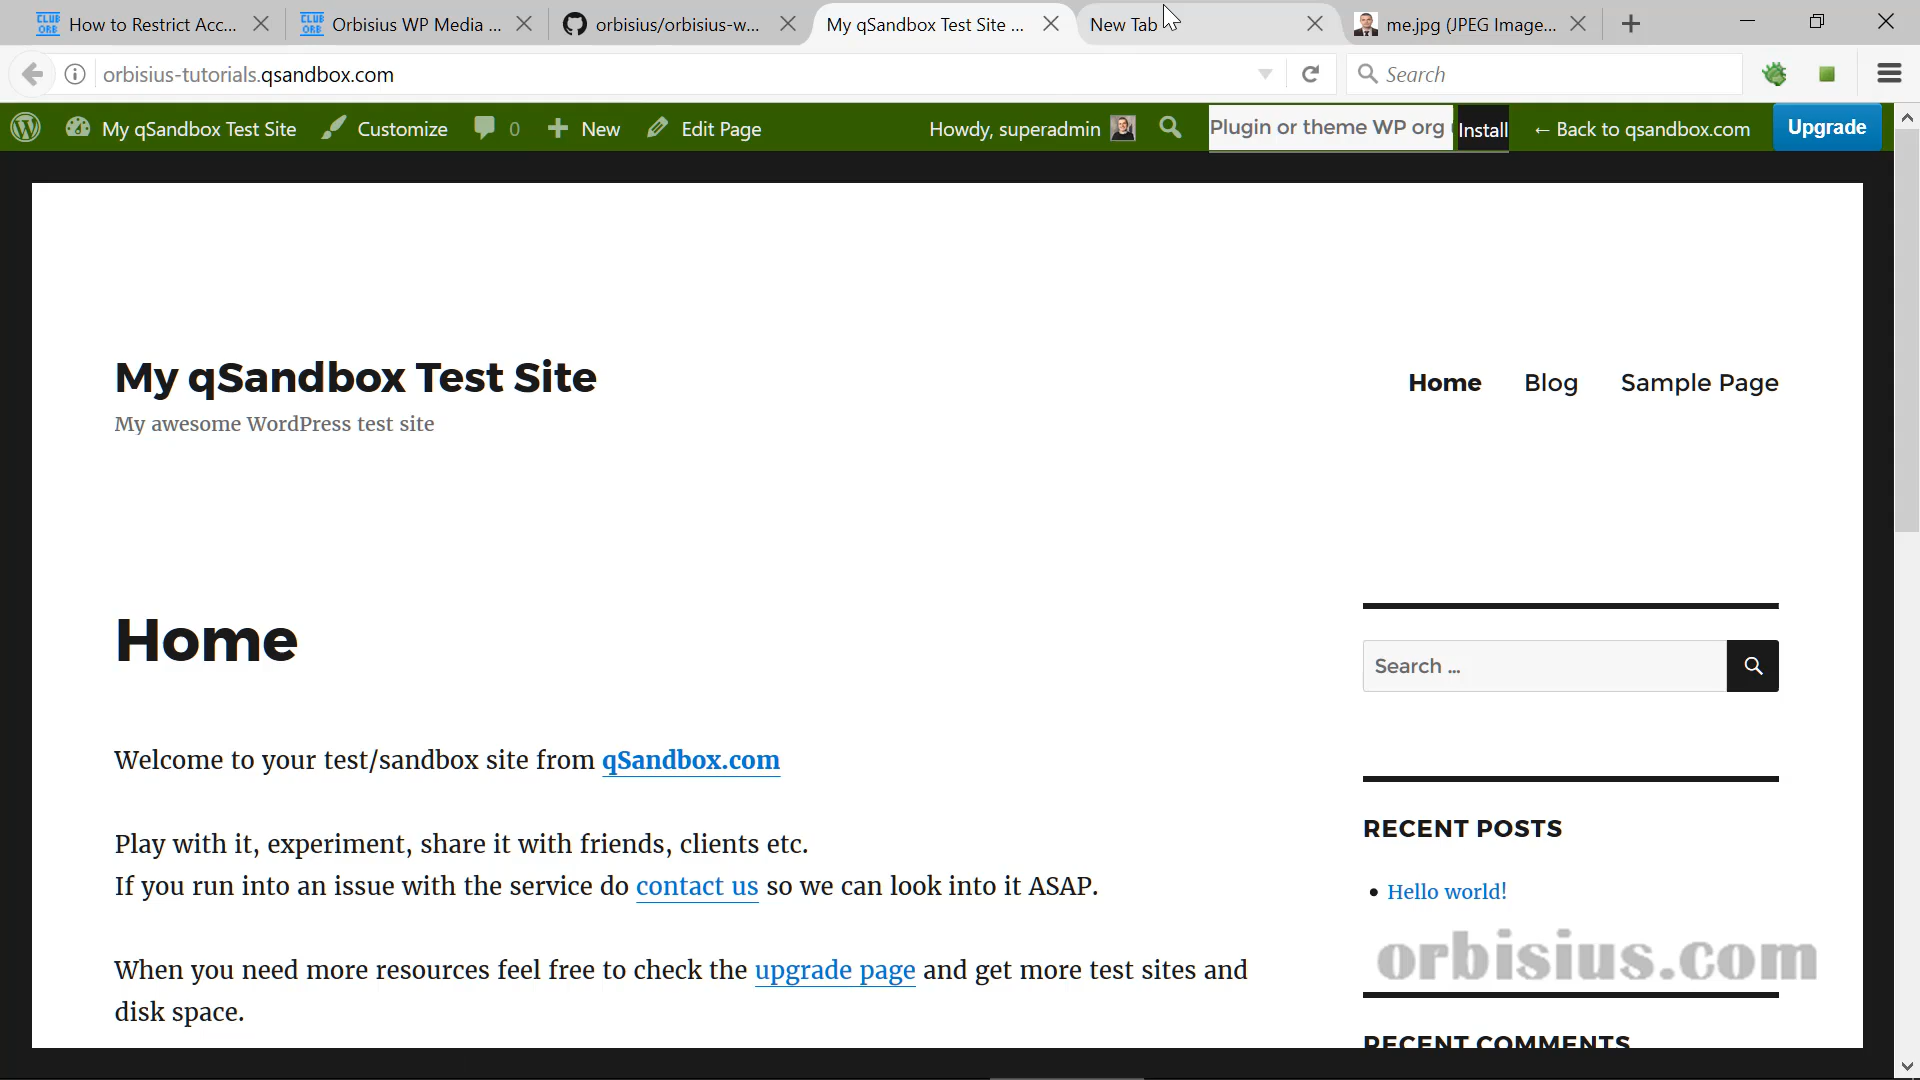 How to Restrict Acc...
Orbisius WP Media ...
orbisius/orbisius-w...
My qSandbox Test Site ...
New Tab
me.jpg (JPEG Image...
orbisius-tutorials.qsandbox.com
Search
My qSandbox Test Site
Customize
0
New
Edit Page
Howdy, superadmin
Plugin or theme WP org
Install
← Back to qsandbox.com
Upgrade
My qSandbox Test Site
My awesome WordPress test site
Home
Blog
Sample Page
Home
Welcome to your test/sandbox site from qSandbox.com
Play with it, experiment, share it with friends, clients etc.
If you run into an issue with the service do contact us so we can look into it ASAP.
When you need more resources feel free to check the upgrade page and get more test sites and
disk space.
Search ...
RECENT POSTS
Hello world!
orbisius.com
RECENT COMMENTS